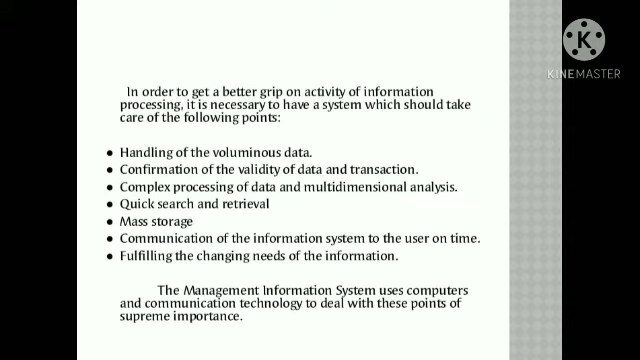 In order to get a better grip on activity of information
processing, it is necessary to have a system which should take
care of the following points:
● Handling of the voluminous data.
● Confirmation of the validity of data and transaction.
● Complex processing of data and multidimensional analysis.
● Quick search and retrieval
● Mass storage
● Communication of the information system to the user on time.
● Fulfilling the changing needs of the information.
The Management Information System uses computers
and communication technology to deal with these points of
supreme importance.
K
KINEMASTER